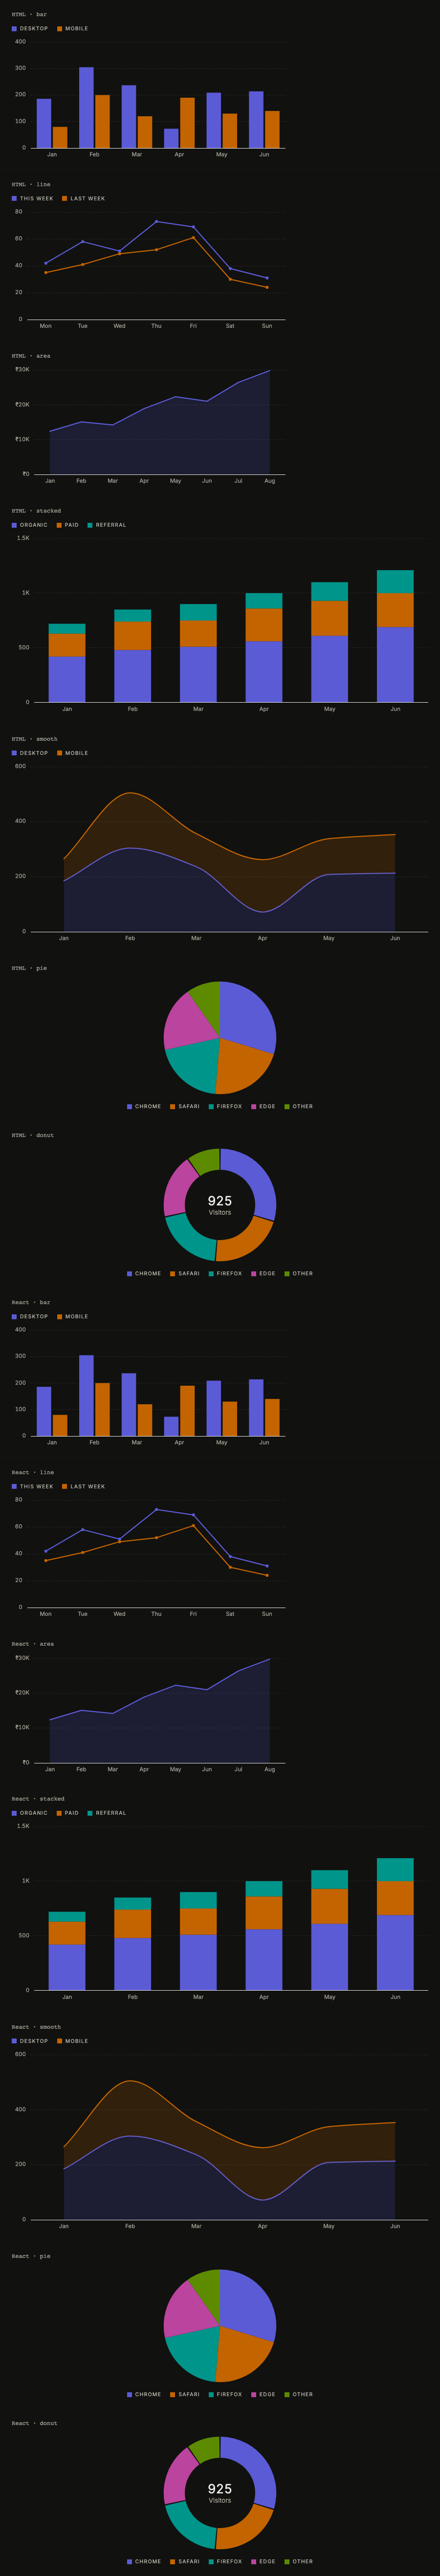 HTML · bar
DESKTOP MOBILE
400
300
200
100
0
Jan Feb Mar Apr May Jun
HTML · line
THIS WEEK LAST WEEK
80
60
40
20
0
Mon Tue Wed Thu Fri Sat Sun
HTML · area
₹30K
₹20K
₹10K
₹0
Jan Feb Mar Apr May Jun Jul Aug
HTML · stacked
ORGANIC PAID REFERRAL
1.5K
1K
500
0
Jan Feb Mar Apr May Jun
HTML · smooth
DESKTOP MOBILE
600
400
200
0
Jan Feb Mar Apr May Jun
HTML · pie
CHROME SAFARI FIREFOX EDGE OTHER
HTML · donut
925
Visitors
CHROME SAFARI FIREFOX EDGE OTHER
React · bar
DESKTOP MOBILE
400
300
200
100
0
Jan Feb Mar Apr May Jun
React · line
THIS WEEK LAST WEEK
80
60
40
20
0
Mon Tue Wed Thu Fri Sat Sun
React · area
₹30K
₹20K
₹10K
₹0
Jan Feb Mar Apr May Jun Jul Aug
React · stacked
ORGANIC PAID REFERRAL
1.5K
1K
500
0
Jan Feb Mar Apr May Jun
React · smooth
DESKTOP MOBILE
600
400
200
0
Jan Feb Mar Apr May Jun
React · pie
CHROME SAFARI FIREFOX EDGE OTHER
React · donut
925
Visitors
CHROME SAFARI FIREFOX EDGE OTHER